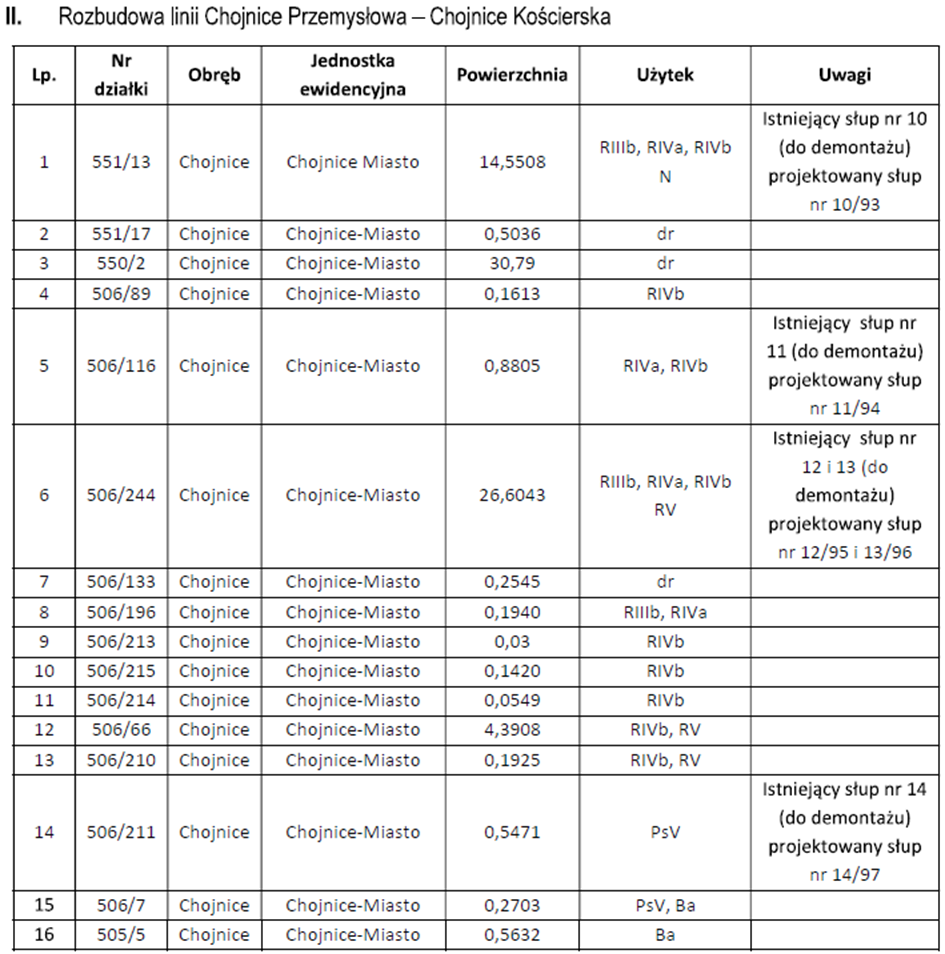 II. Rozbudowa linii Chojnice Przemysłowa – Chojnice Kościerska
Lp. Nr działki Obręb Jednostka ewidencyjna Powierzchnia Użytek Uwagi
1 551/13 Chojnice Chojnice Miasto 14,5508 RIIIb, RIVa, RIVb N Istniejący słup nr 10 (do demontażu) projektowany słup nr 10/93
2 551/17 Chojnice Chojnice-Miasto 0,5036 dr
3 550/2 Chojnice Chojnice-Miasto 30,79 dr
4 506/89 Chojnice Chojnice-Miasto 0,1613 RIVb
5 506/116 Chojnice Chojnice-Miasto 0,8805 RIVa, RIVb Istniejący słup nr 11 (do demontażu) projektowany słup nr 11/94
6 506/244 Chojnice Chojnice-Miasto 26,6043 RIIIb, RIVa, RIVb RV Istniejący słup nr 12 i 13 (do demontażu) projektowany słup nr 12/95 i 13/96
7 506/133 Chojnice Chojnice-Miasto 0,2545 dr
8 506/196 Chojnice Chojnice-Miasto 0,1940 RIIIb, RIVa
9 506/213 Chojnice Chojnice-Miasto 0,03 RIVb
10 506/215 Chojnice Chojnice-Miasto 0,1420 RIVb
11 506/214 Chojnice Chojnice-Miasto 0,0549 RIVb
12 506/66 Chojnice Chojnice-Miasto 4,3908 RIVb, RV
13 506/210 Chojnice Chojnice-Miasto 0,1925 RIVb, RV
14 506/211 Chojnice Chojnice-Miasto 0,5471 PsV Istniejący słup nr 14 (do demontażu) projektowany słup nr 14/97
15 506/7 Chojnice Chojnice-Miasto 0,2703 PsV, Ba
16 505/5 Chojnice Chojnice-Miasto 0,5632 Ba